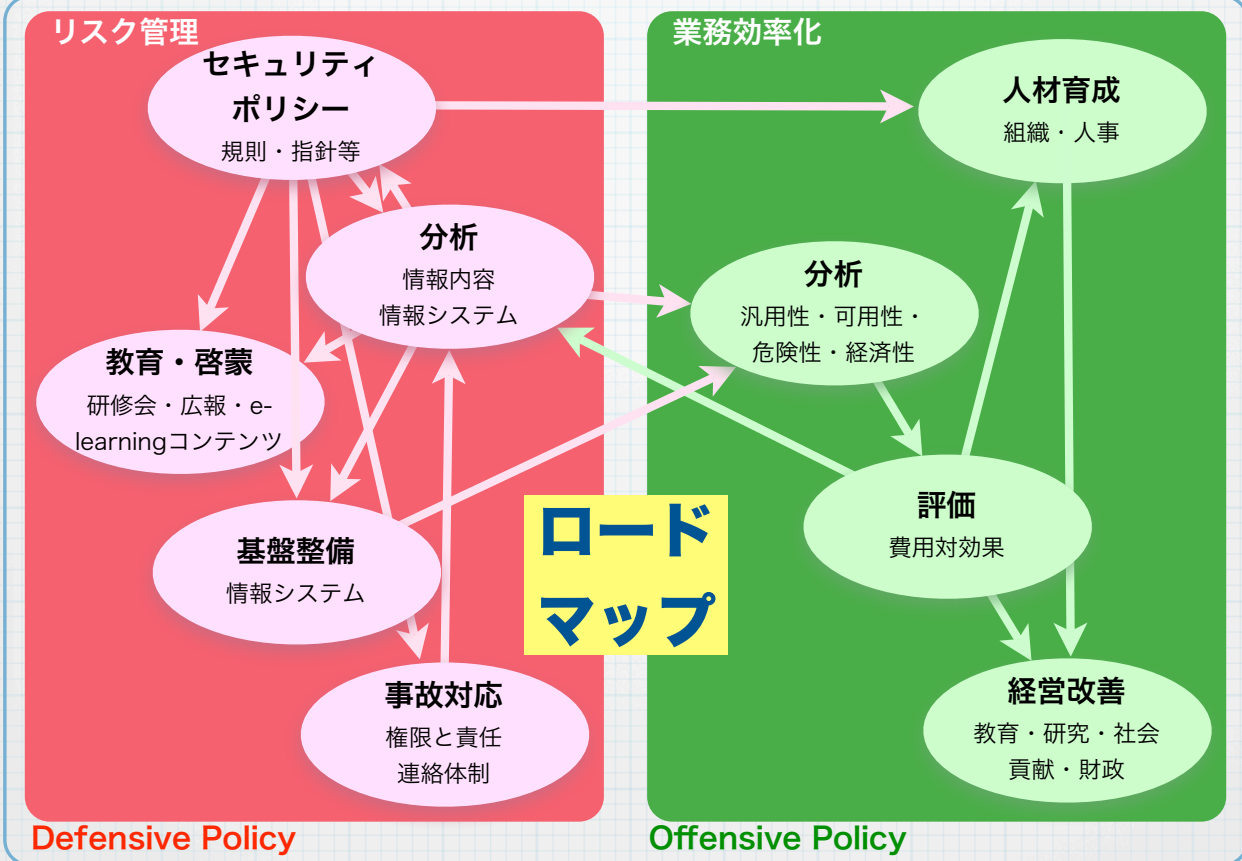 リスク管理
セキュリティ
ポリシー
規則・指針等
分析
情報内容
情報システム
教育・啓蒙
研修会・広報・e-
learningコンテンツ
基盤整備
情報システム
事故対応
権限と責任
連絡体制
Defensive Policy
ロード
マップ
業務効率化
人材育成
組織・人事
分析
汎用性・可用性・
危険性・経済性
評価
費用対効果
経営改善
教育・研究・社会
貢献・財政
Offensive Policy